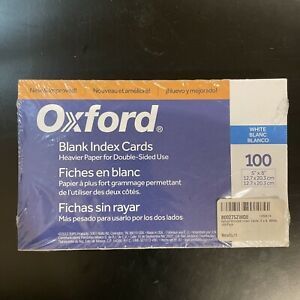 New & Improved!
Nouveau et amélioré!
¡Nuevo y mejorado!
Oxford®
Blank Index Cards
Heavier Paper for Double-Sided Use
Fiches en blanc
Papier à plus fort grammage permettant
de l'utiliser des deux côtés.
Fichas sin rayar
Más pesado para usarlo por los dos lados
WHITE
BLANC
BLANCO
100
5" x 8"
12.7 x 20.3 cm
12.7 x 20.3 cm